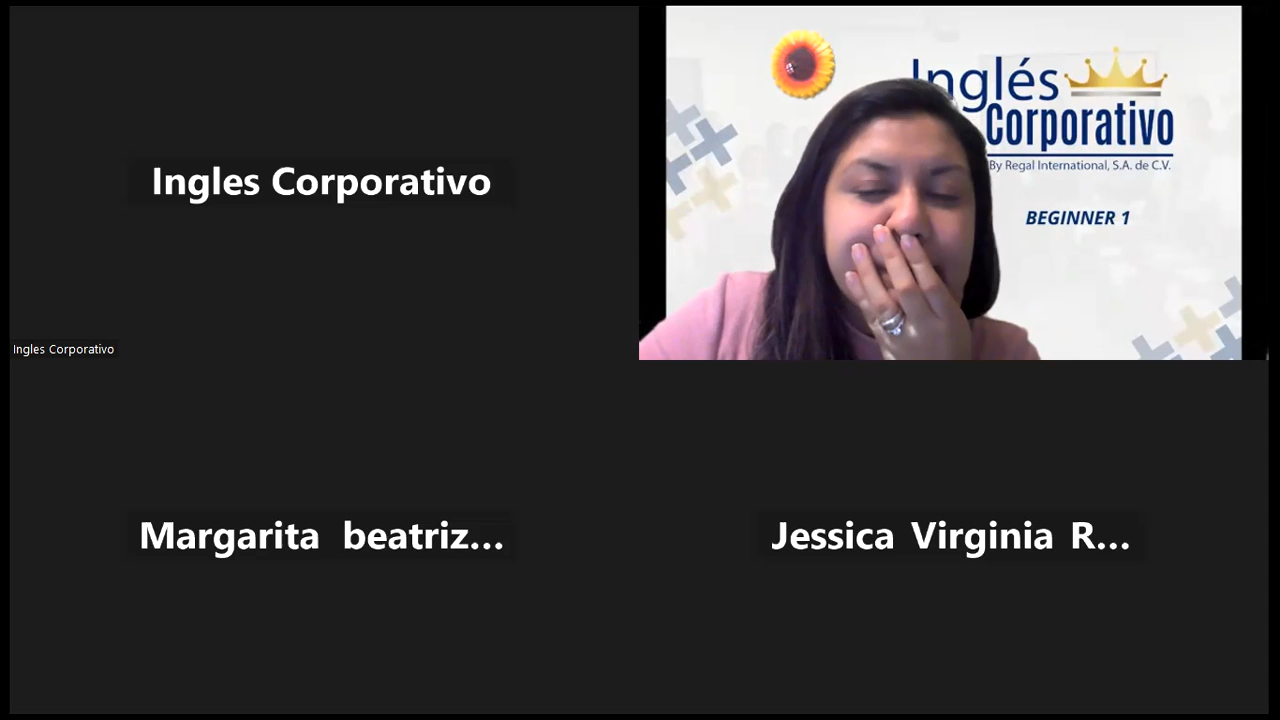 Ingles Corporativo
Ingles Corporativo
Inglés
Corporativo
By Regal International, S.A. de C.V.
BEGINNER 1
Margarita beatriz...
Jessica Virginia R...